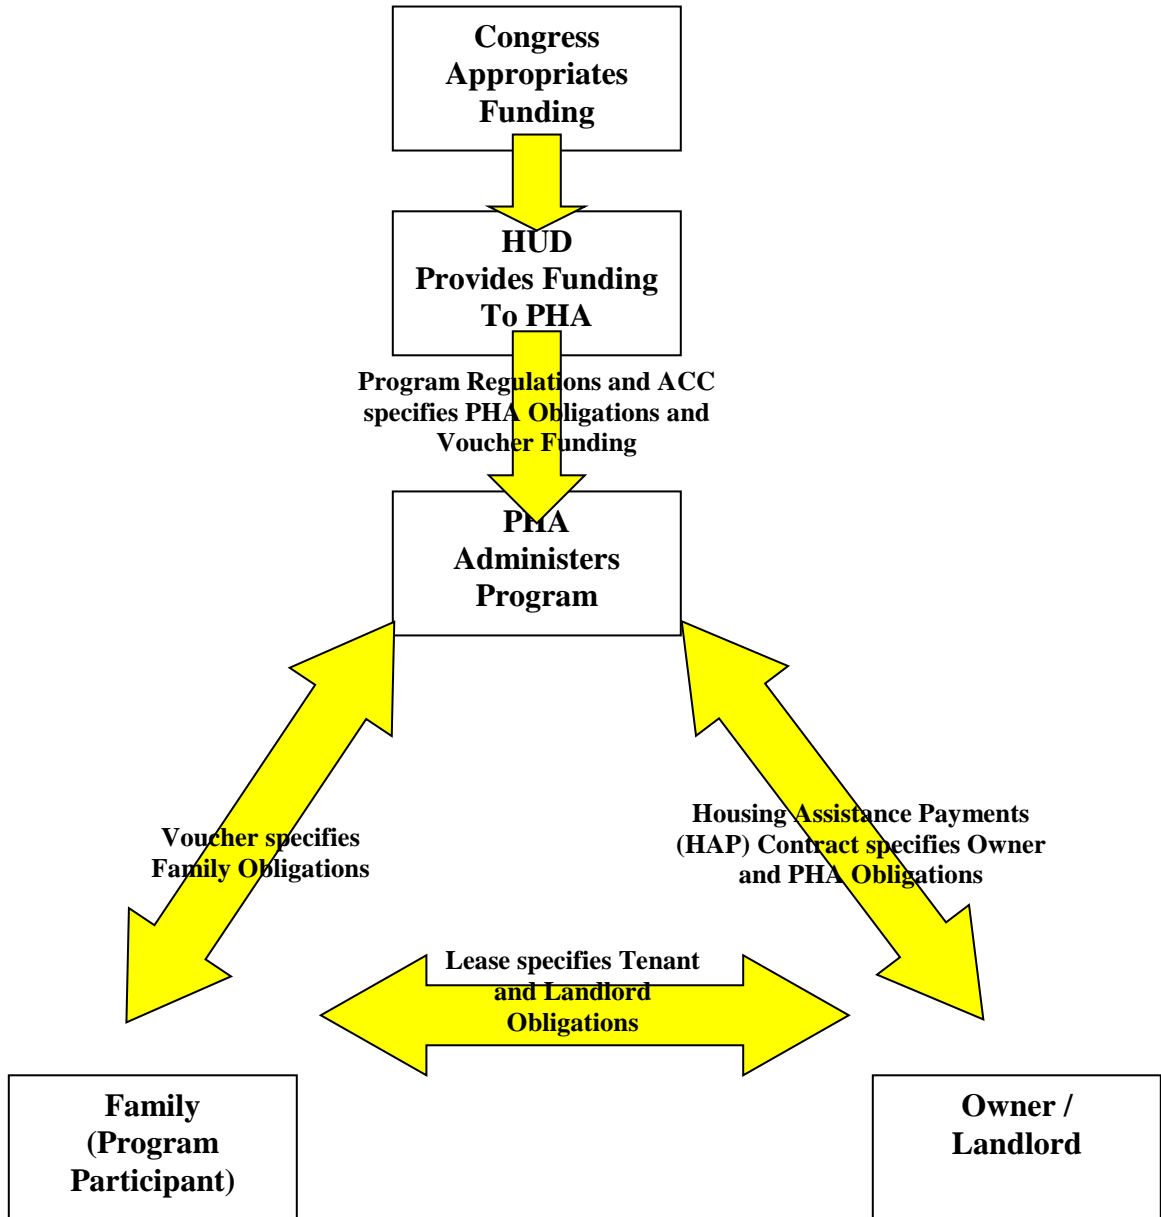 Congress
Appropriates
Funding
HUD
Provides Funding
To PHA
Program Regulations and ACC
specifies PHA Obligations and
Voucher Funding
PHA
Administers
Program
Voucher specifies
Family Obligations
Housing Assistance Payments
(HAP) Contract specifies Owner
and PHA Obligations
Lease specifies Tenant
and Landlord
Obligations
Family
(Program
Participant)
Owner /
Landlord